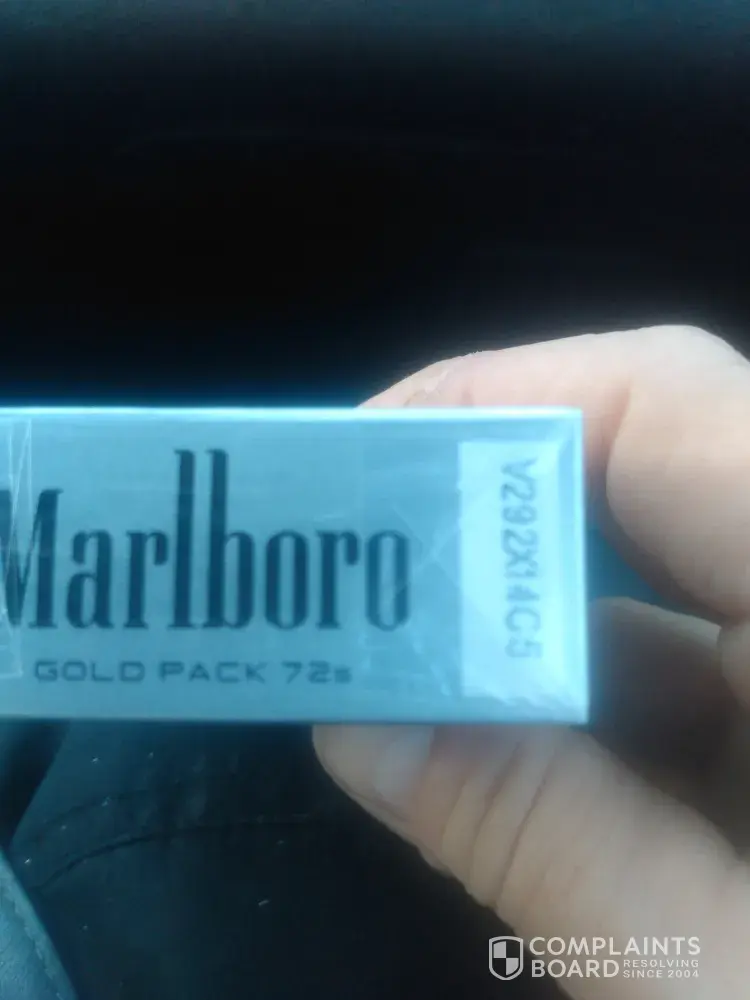 Marlboro
GOLD PACK 72s
V292X14C5
COMPLAINTS
BOARD RESOLVING
SINCE 2004